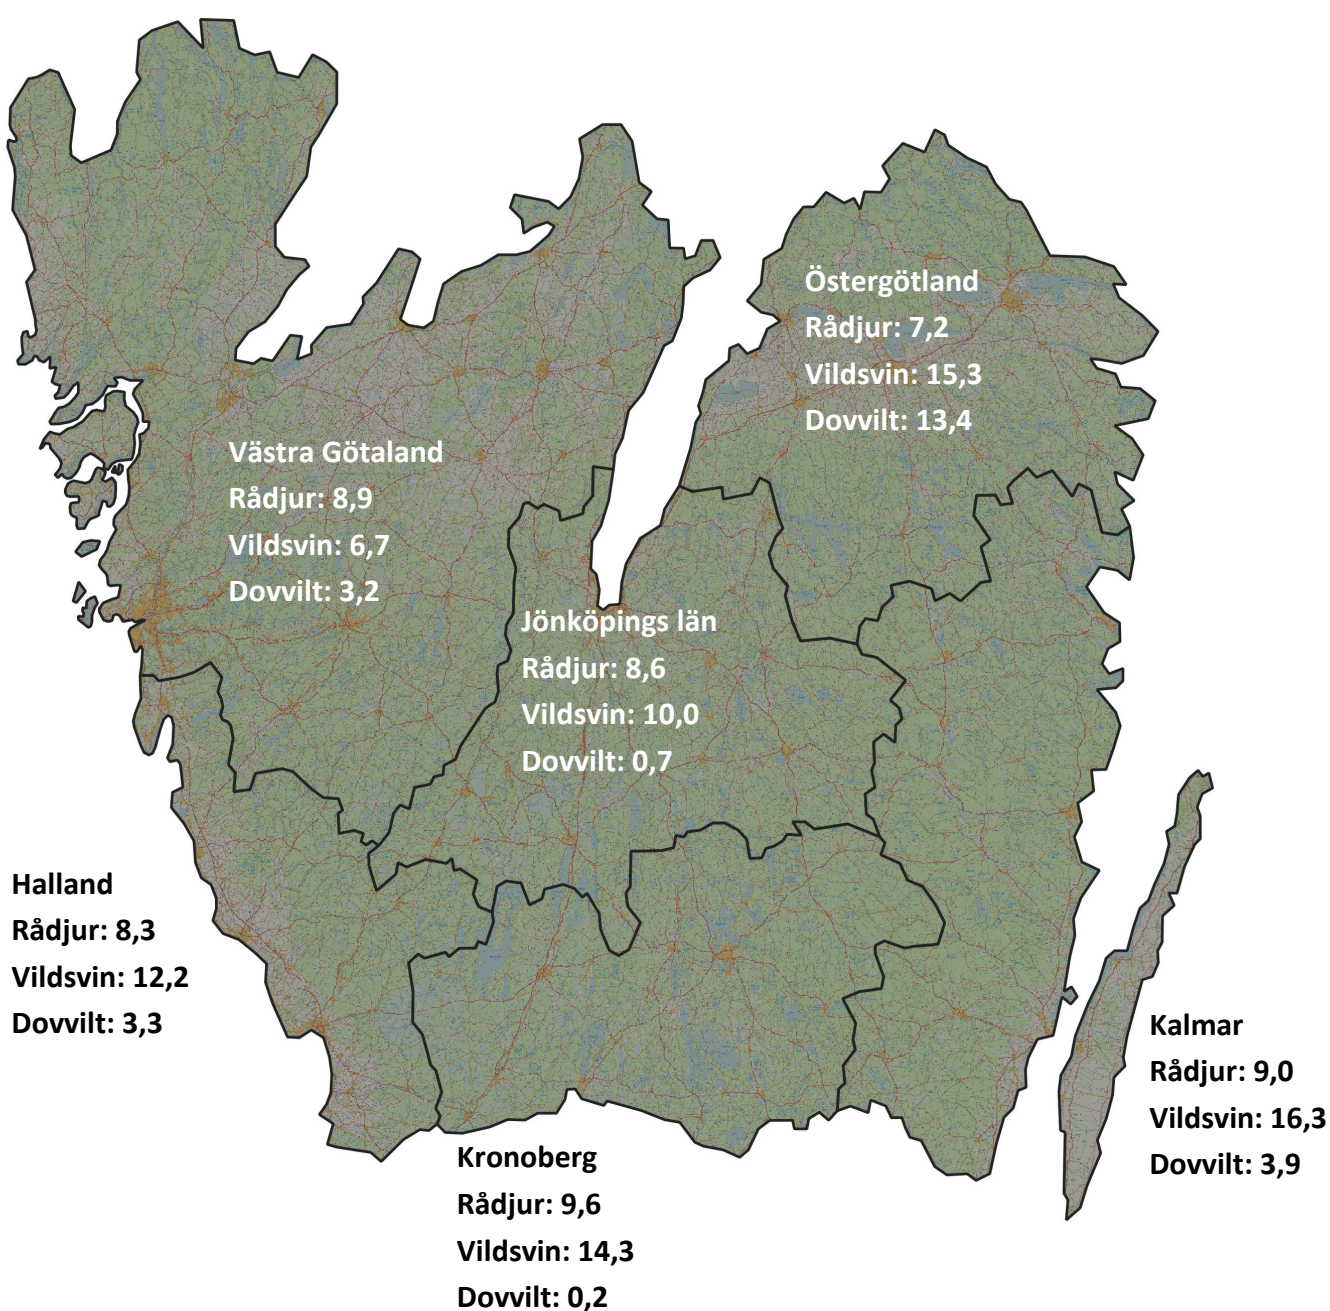 Östergötland
Rådjur: 7,2
Vildsvin: 15,3
Dovvilt: 13,4
Västra Götaland
Rådjur: 8,9
Vildsvin: 6,7
Dovvilt: 3,2
Jönköpings län
Rådjur: 8,6
Vildsvin: 10,0
Dovvilt: 0,7
Halland
Rådjur: 8,3
Vildsvin: 12,2
Dovvilt: 3,3
Kalmar
Rådjur: 9,0
Vildsvin: 16,3
Dovvilt: 3,9
Kronoberg
Rådjur: 9,6
Vildsvin: 14,3
Dovvilt: 0,2